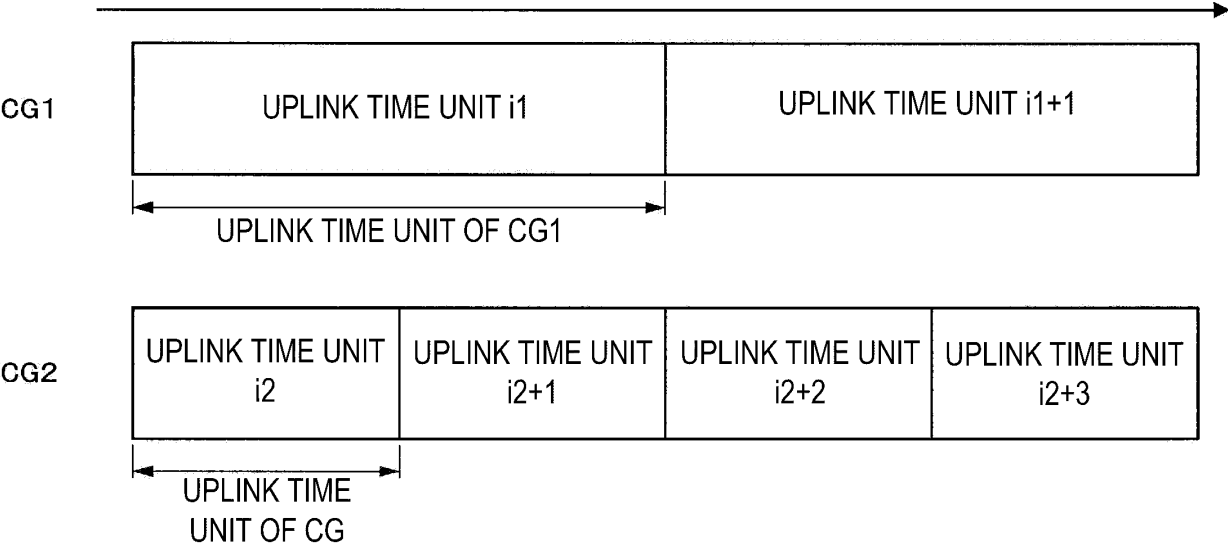 CG1
UPLINK TIME UNIT i1
UPLINK TIME UNIT i1+1
UPLINK TIME UNIT OF CG1
CG2
UPLINK TIME UNIT
i2
UPLINK TIME UNIT
i2+1
UPLINK TIME UNIT
i2+2
UPLINK TIME UNIT
i2+3
UPLINK TIME
UNIT OF CG